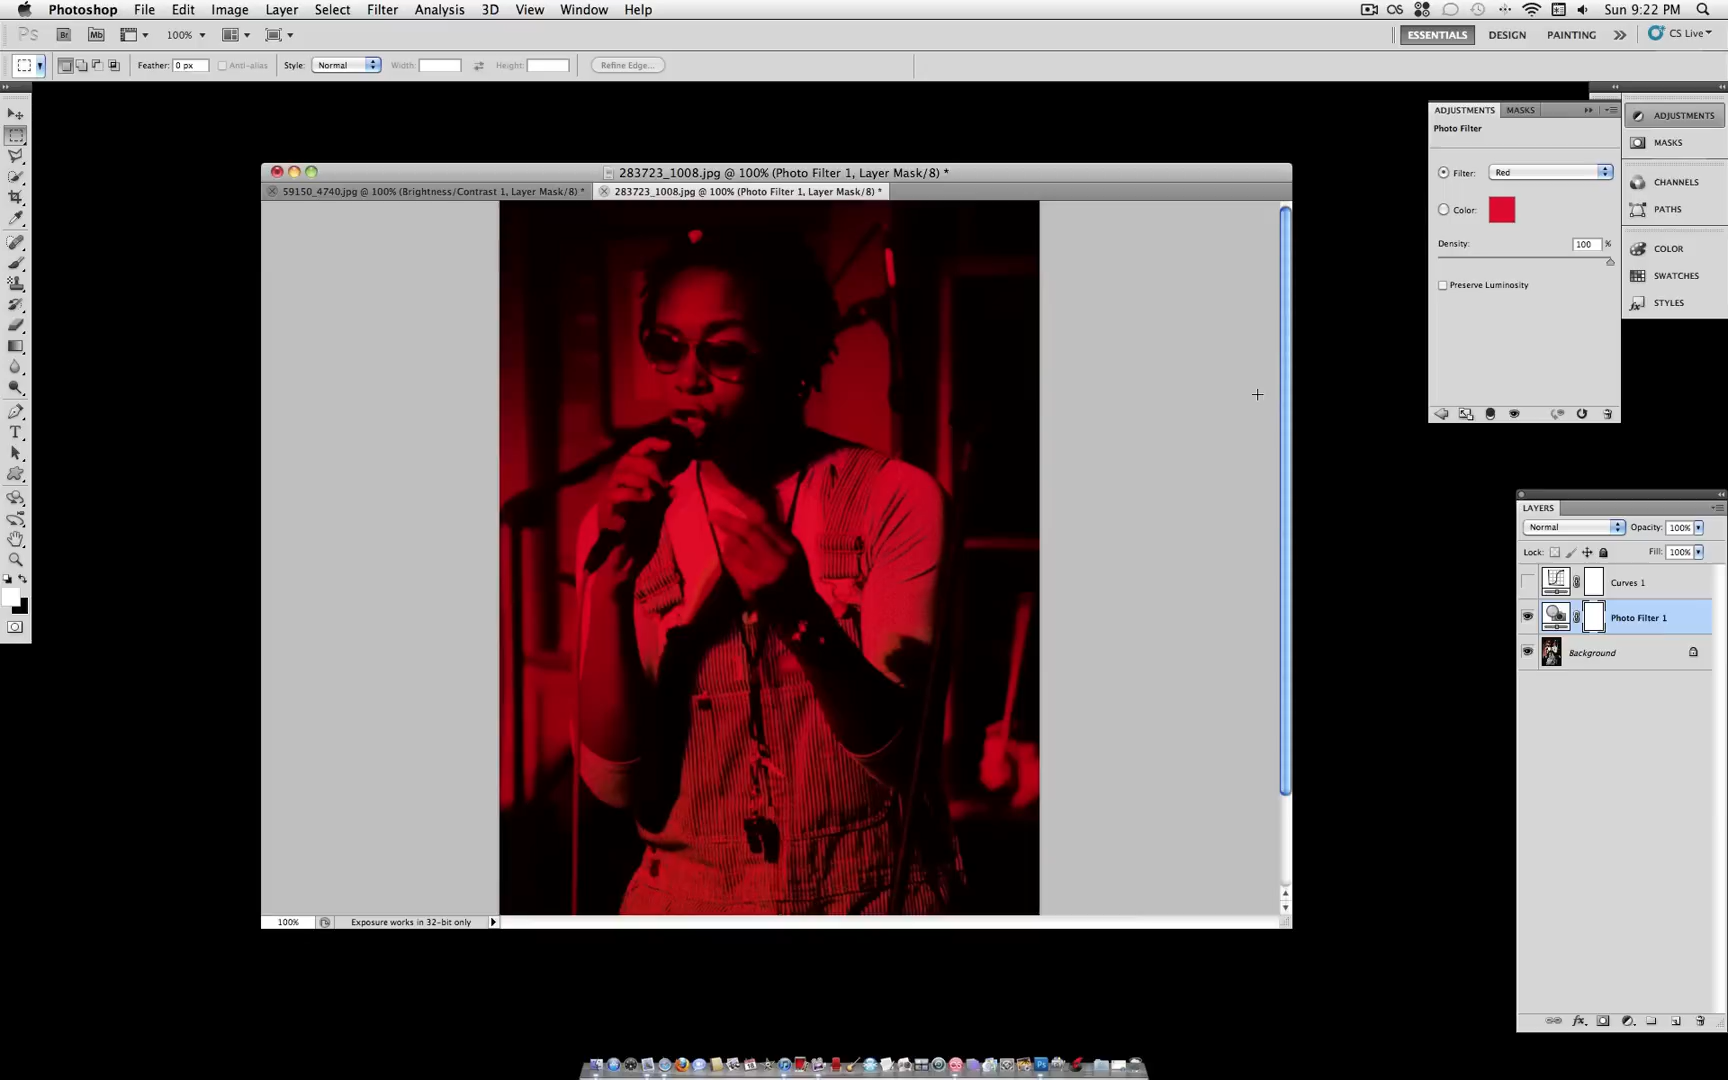 Photoshop File Edit Image Layer Select Filter Analysis 3D View Window Help Sun 9:22 PM
Ps Br Mb 100% ESSENTIALS DESIGN PAINTING CS Live
Feather: 0 px Anti-alias Style: Normal Width: Height: Refine Edge...
ADJUSTMENTS MASKS
Photo Filter
Filter: Red
Color:
Density: 100 %
Preserve Luminosity
ADJUSTMENTS
MASKS
CHANNELS
PATHS
COLOR
SWATCHES
STYLES
283723_1008.jpg @ 100% (Photo Filter 1, Layer Mask/8) *
59150_4740.jpg @ 100% (Brightness/Contrast 1, Layer Mask/8) * 283723_1008.jpg @ 100% (Photo Filter 1, Layer Mask/8) *
100% Exposure works in 32-bit only
LAYERS
Normal Opacity: 100%
Lock: Fill: 100%
Curves 1
Photo Filter 1
Background